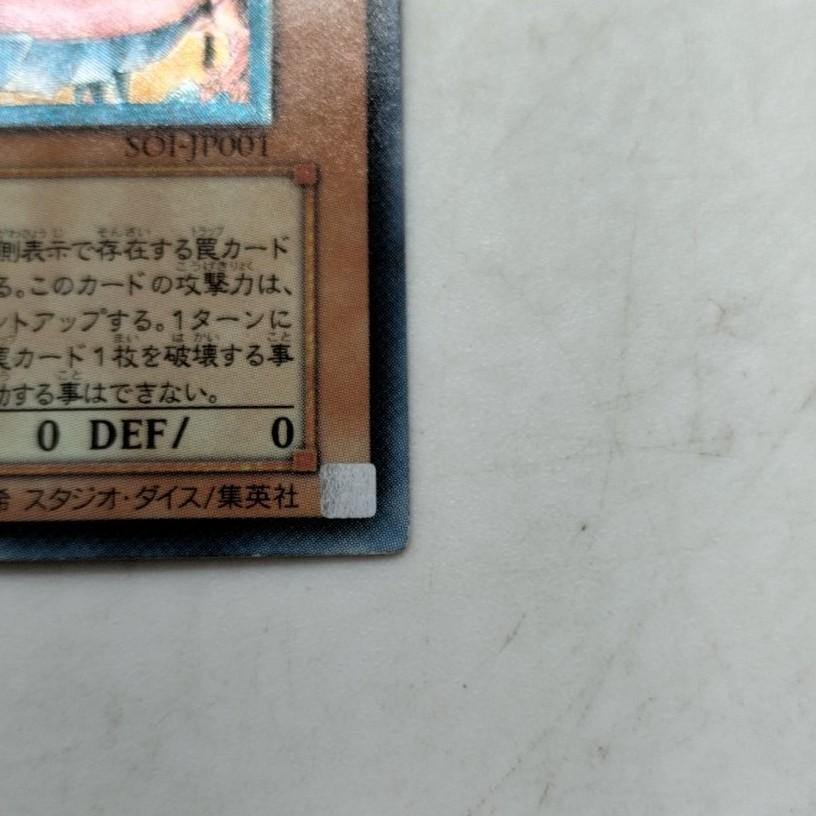 SOI-JP001
側表示で存在する罠カード
る。このカードの攻撃力は、
ントアップする。1ターンに
罠カード1枚を破壊する事
動する事はできない。
0 DEF/ 0
希 スタジオ・ダイス/集英社